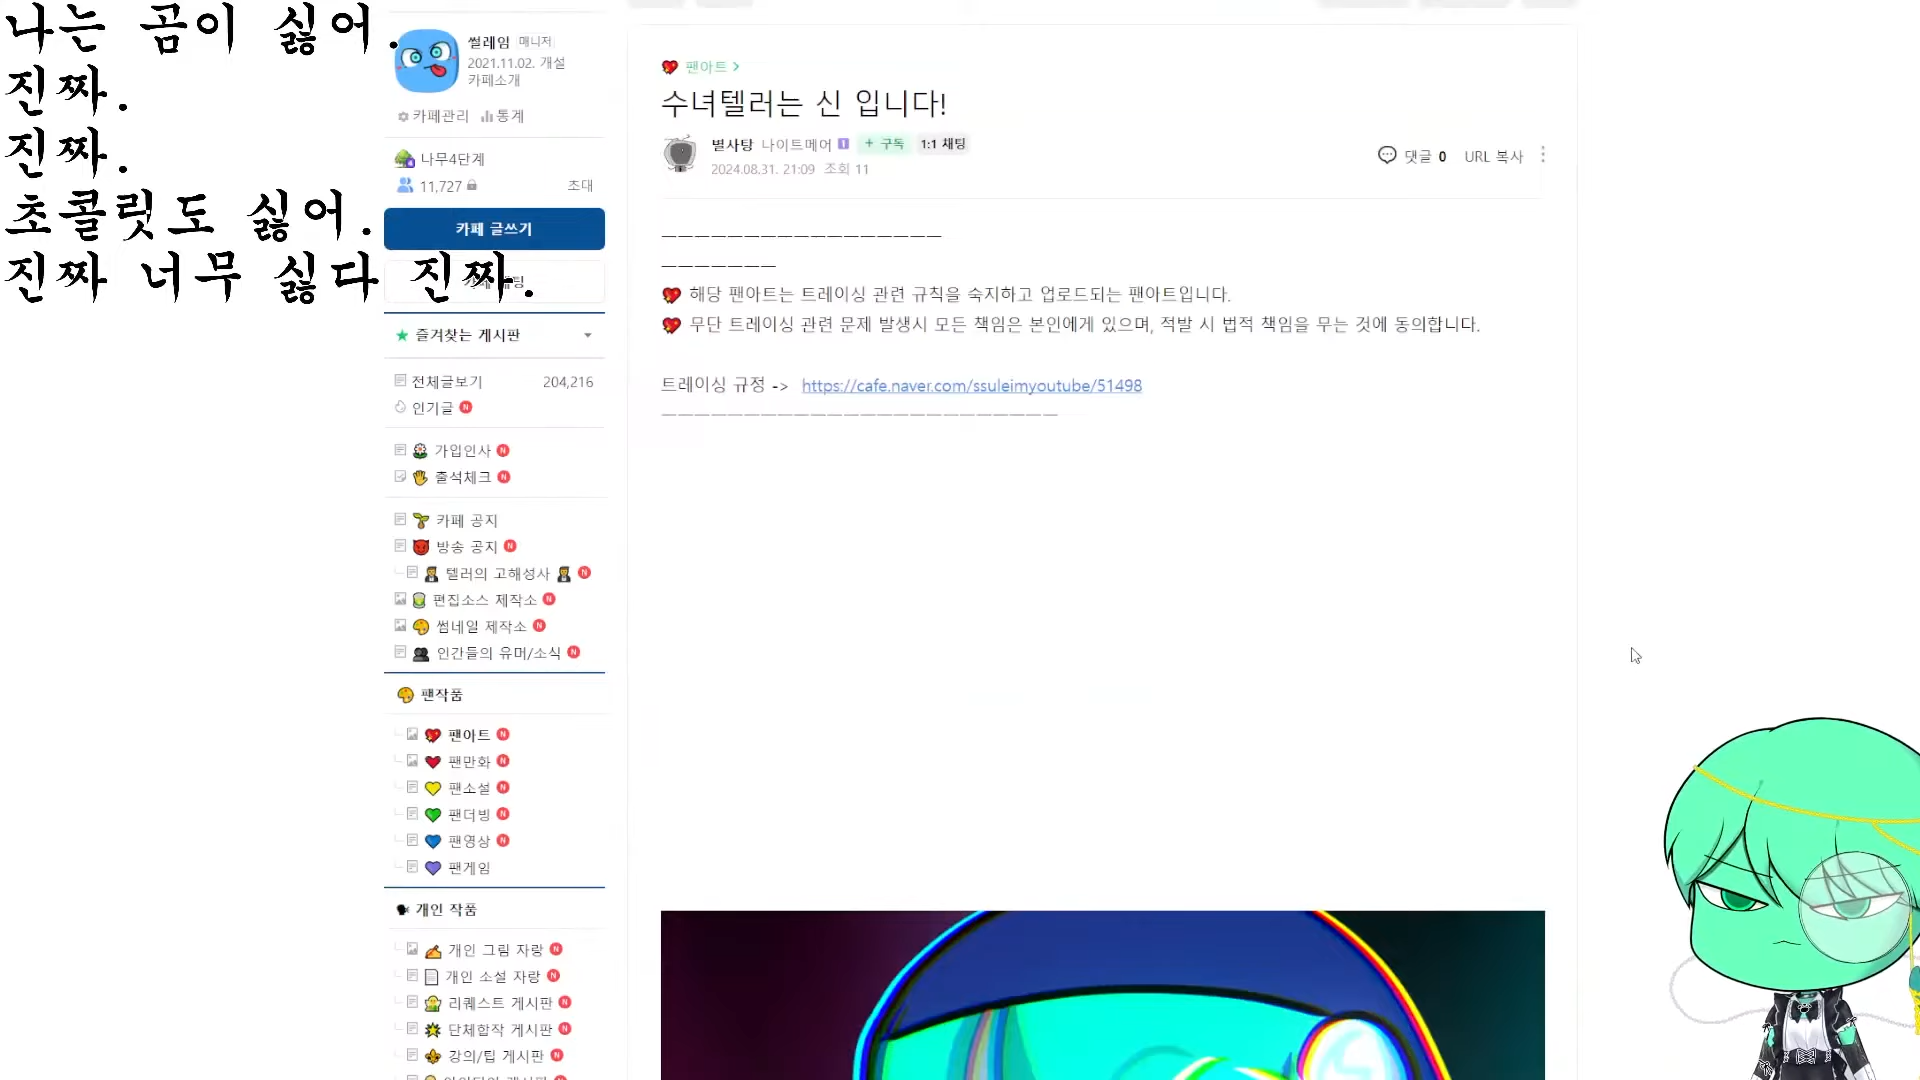 나는 곰이 싫어.
진짜.
진짜.
초콜릿도 싫어.
진짜 너무 싫다 진짜.
썰레임 매니저
2021.11.02. 개설
카페소개
카페관리 통계
나무4단계
11,727 초대
카페 글쓰기
즐겨찾는 게시판
전체글보기 204,216
인기글 N
가입인사 N
출석체크 N
카페 공지
방송 공지 N
텔러의 고해성사 N
편집소스 제작소 N
썸네일 제작소 N
인간들의 유머/소식 N
팬작품
팬아트 N
팬만화 N
팬소설 N
팬더빙 N
팬영상 N
팬게임
개인 작품
개인 그림 자랑 N
개인 소설 자랑 N
리퀘스트 게시판 N
단체합작 게시판 N
강의/팁 게시판 N
팬아트 >
수녀텔러는 신 입니다!
별사탕 나이트메어 + 구독 1:1 채팅
2024.08.31. 21:09 조회 11
댓글 0 URL 복사
ㅡㅡㅡㅡㅡㅡㅡㅡㅡㅡㅡㅡㅡㅡㅡㅡㅡ
ㅡㅡㅡㅡㅡㅡㅡ
해당 팬아트는 트레이싱 관련 규칙을 숙지하고 업로드되는 팬아트입니다.
무단 트레이싱 관련 문제 발생시 모든 책임은 본인에게 있으며, 적발 시 법적 책임을 무는 것에 동의합니다.
트레이싱 규정 -> https://cafe.naver.com/ssuleimyoutube/51498
ㅡㅡㅡㅡㅡㅡㅡㅡㅡㅡㅡㅡㅡㅡㅡㅡㅡㅡㅡㅡㅡㅡㅡㅡ